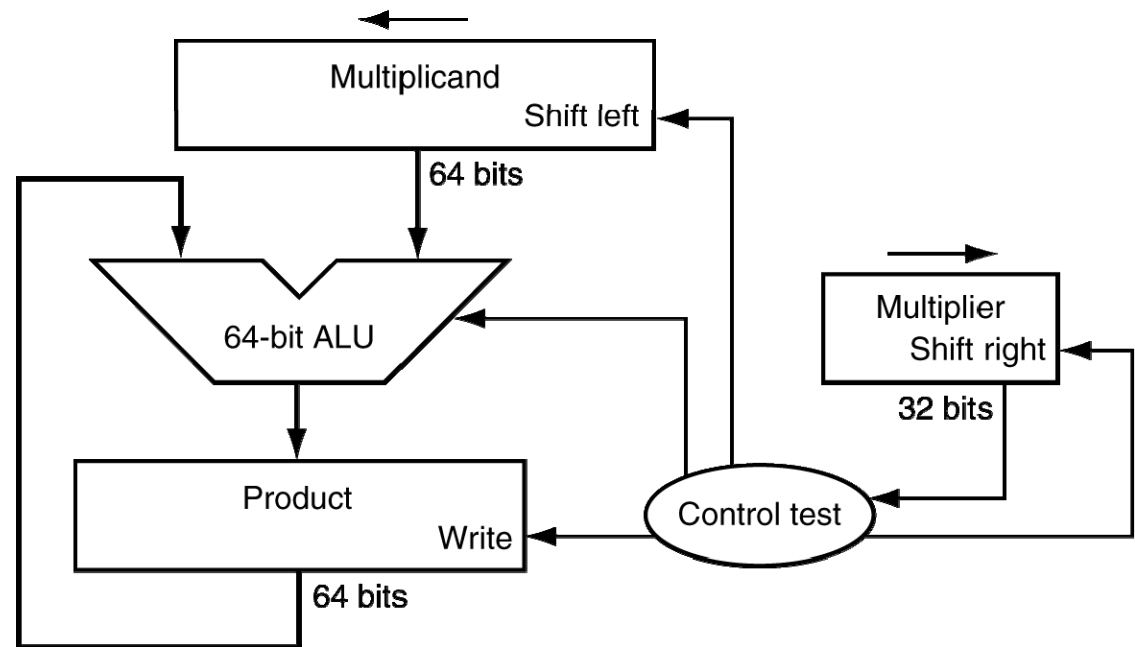 Multiplicand
Shift left
64 bits
64-bit ALU
Multiplier
Shift right
32 bits
Product
Write
Control test
64 bits